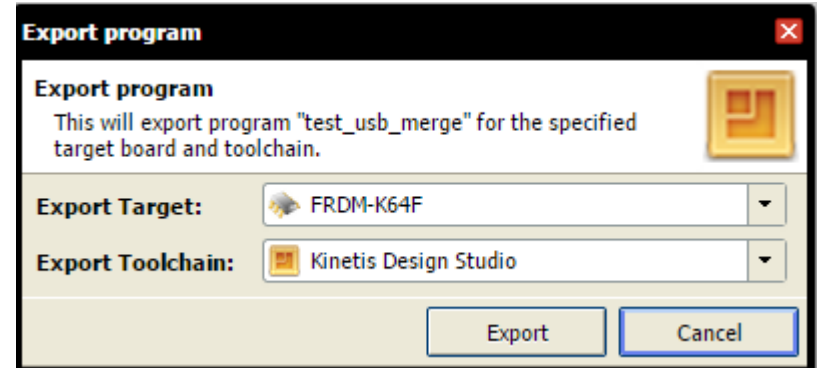 Export program
Export program
This will export program "test_usb_merge" for the specified
target board and toolchain.
Export Target: FRDM-K64F
Export Toolchain: Kinetis Design Studio
Export Cancel